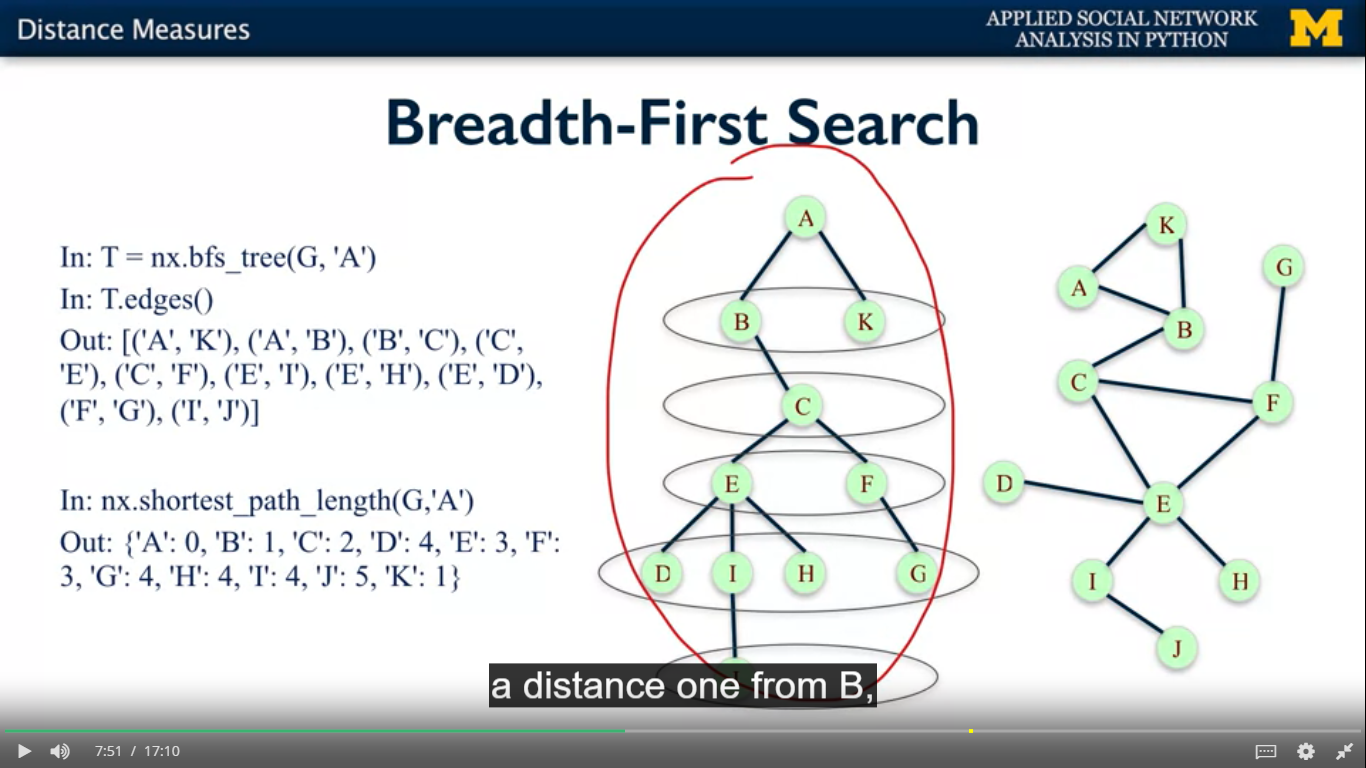 Distance Measures
APPLIED SOCIAL NETWORK
ANALYSIS IN PYTHON
M
Breadth-First Search
In: T = nx.bfs_tree(G, 'A')
In: T.edges()
Out: [('A', 'K'), ('A', 'B'), ('B', 'C'), ('C',
'E'), ('C', 'F'), ('E', 'I'), ('E', 'H'), ('E', 'D'),
('F', 'G'), ('I', 'J')]
In: nx.shortest_path_length(G,'A')
Out: {'A': 0, 'B': 1, 'C': 2, 'D': 4, 'E': 3, 'F':
3, 'G': 4, 'H': 4, 'I': 4, 'J': 5, 'K': 1}
A
B K
C
E F
D I H G
K
G
A
B
C
F
D
E
I H
J
a distance one from B,
7:51 / 17:10